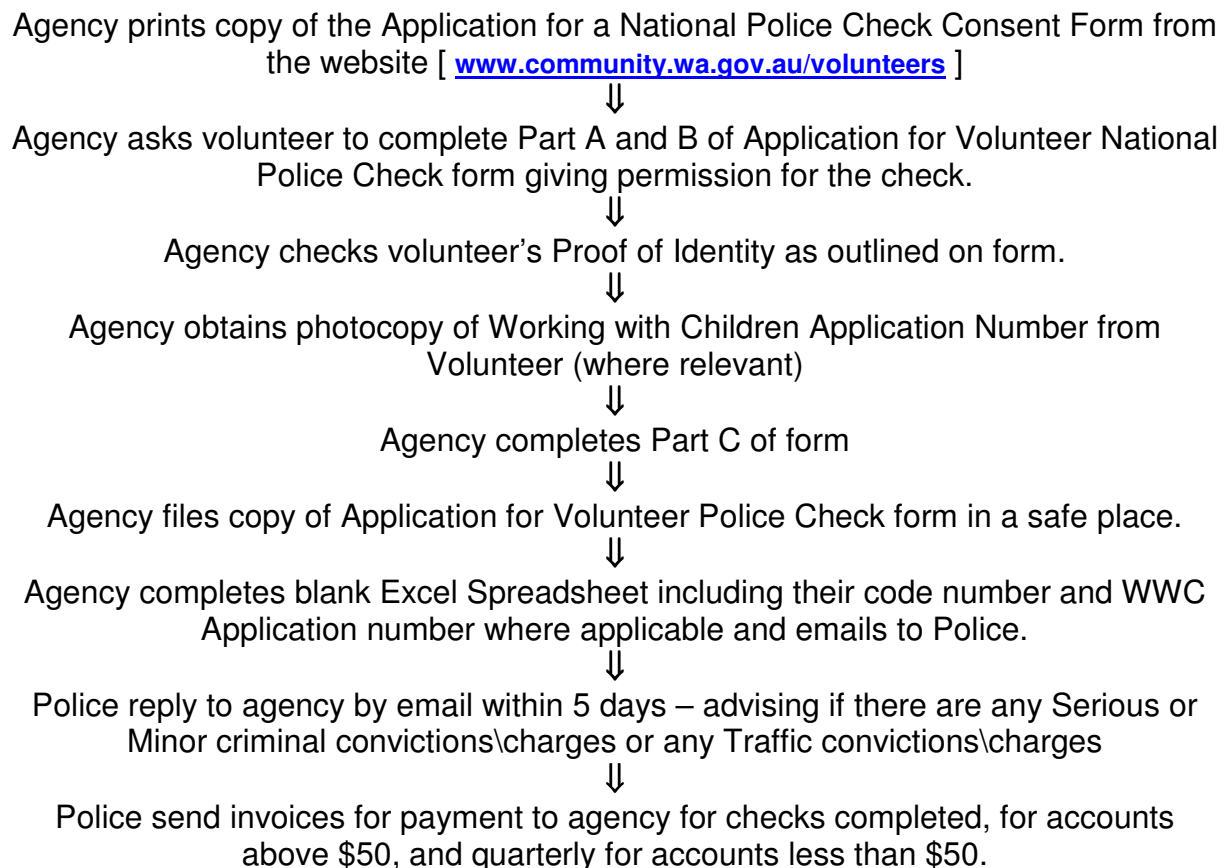 Agency prints copy of the Application for a National Police Check Consent Form from
the website [ www.community.wa.gov.au/volunteers ]
⇓
Agency asks volunteer to complete Part A and B of Application for Volunteer National
Police Check form giving permission for the check.
⇓
Agency checks volunteer’s Proof of Identity as outlined on form.
⇓
Agency obtains photocopy of Working with Children Application Number from
Volunteer (where relevant)
⇓
Agency completes Part C of form
⇓
Agency files copy of Application for Volunteer Police Check form in a safe place.
⇓
Agency completes blank Excel Spreadsheet including their code number and WWC
Application number where applicable and emails to Police.
⇓
Police reply to agency by email within 5 days – advising if there are any Serious or
Minor criminal convictions\charges or any Traffic convictions\charges
⇓
Police send invoices for payment to agency for checks completed, for accounts
above $50, and quarterly for accounts less than $50.